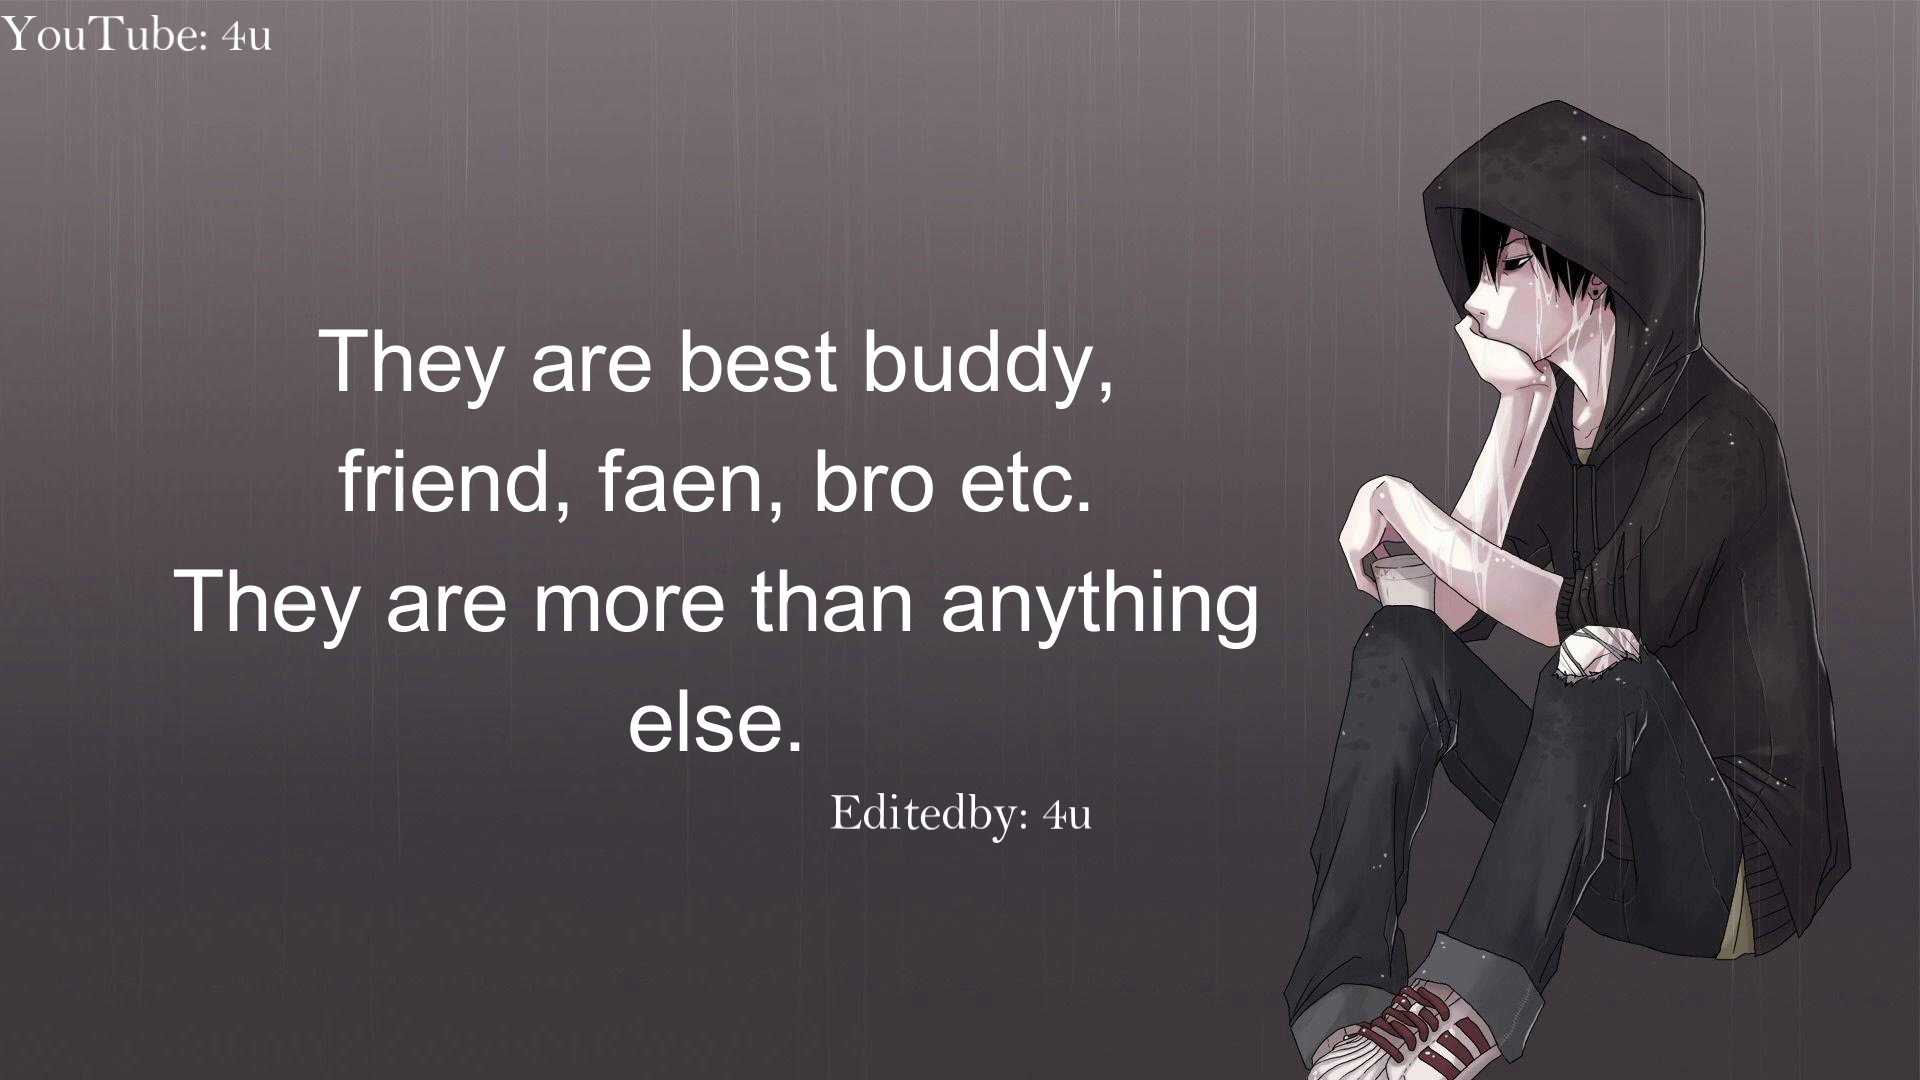 YouTube: 4u
They are best buddy,
friend, faen, bro etc.
They are more than anything
else.
Editedby: 4u